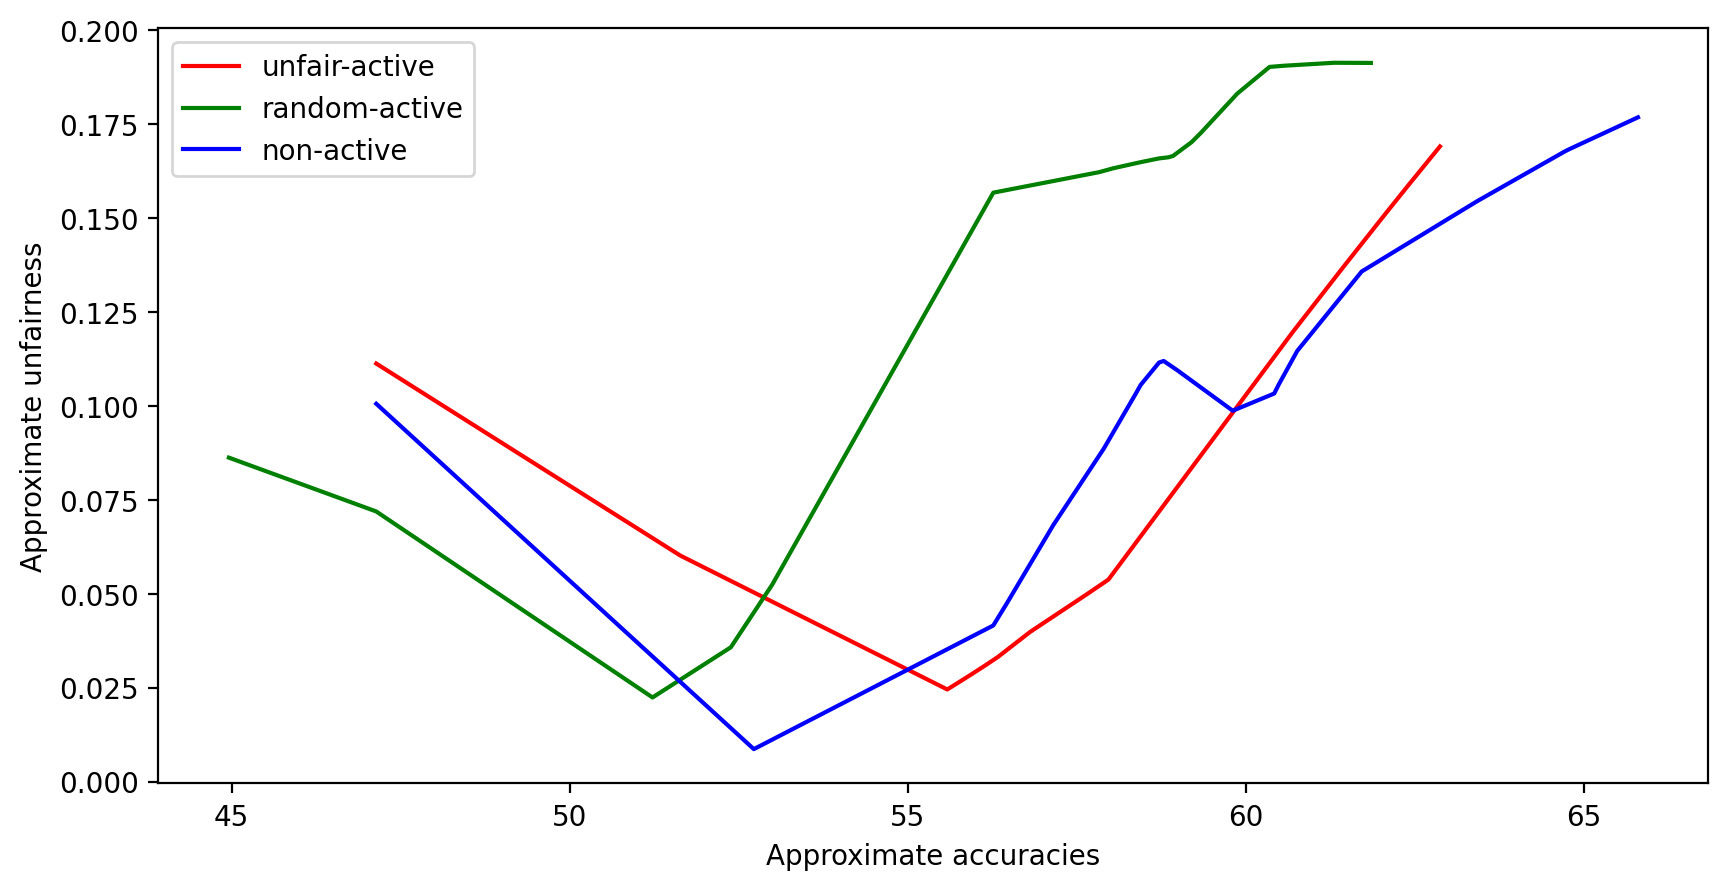 0.200
0.175
0.150
0.125
0.100
0.075
0.050
0.025
0.000
Approximate unfairness
unfair-active
random-active
non-active
45 50 55 60 65
Approximate accuracies